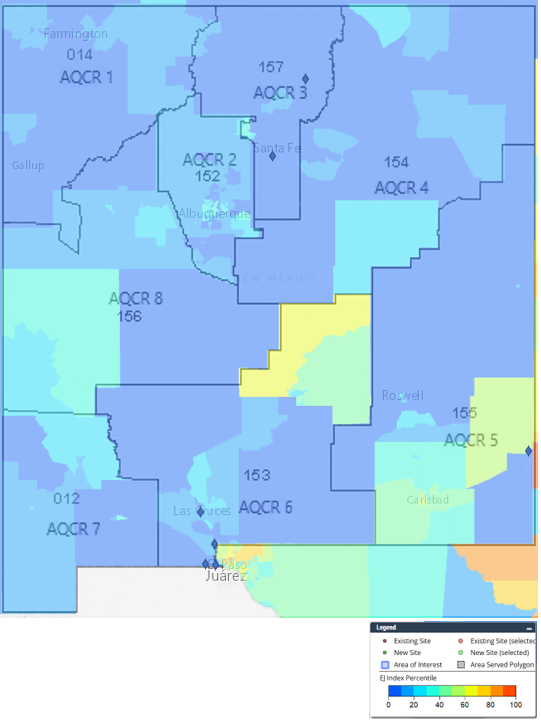 Farmington
014
AQCR 1
157
AQCR 3
Santa Fe
AQCR 2
152
154
AQCR 4
Gallup
Albuquerque
NEW MEXICO
AQCR 8
156
Roswell
155
AQCR 5
153
AQCR 6
Carlsbad
012
AQCR 7
Las Cruces
El Paso
Juárez
Legend
Existing Site
Existing Site (selected
New Site
New Site (selected)
Area of Interest
Area Served Polygon
EJ Index Percentile
0 20 40 60 80 100